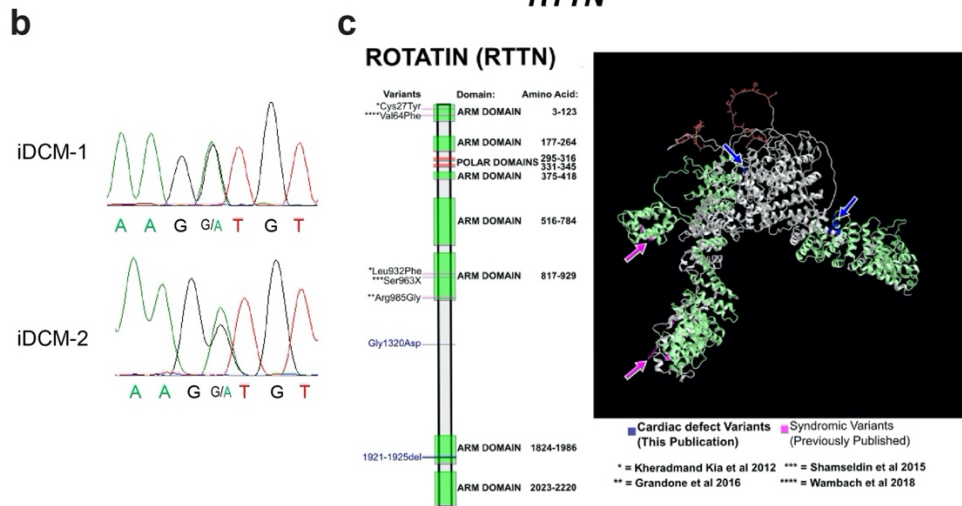 b
c
iDCM-1
A A G G/A T G T
iDCM-2
A A G G/A T G T
ROTATIN (RTTN)
Variants Domain: Amino Acid:
*Cys27Tyr
****Val64Phe
ARM DOMAIN 3-123
ARM DOMAIN 177-264
POLAR DOMAINS 295-316
331-345
ARM DOMAIN 375-418
ARM DOMAIN 516-784
*Leu932Phe
***Ser963X
ARM DOMAIN 817-929
**Arg985Gly
Gly1320Asp
ARM DOMAIN 1824-1986
1921-1925del
ARM DOMAIN 2023-2220
Cardiac defect Variants
(This Publication)
Syndromic Variants
(Previously Published)
* = Kheradmand Kia et al 2012
*** = Shamseldin et al 2015
** = Grandone et al 2016
**** = Wambach et al 2018